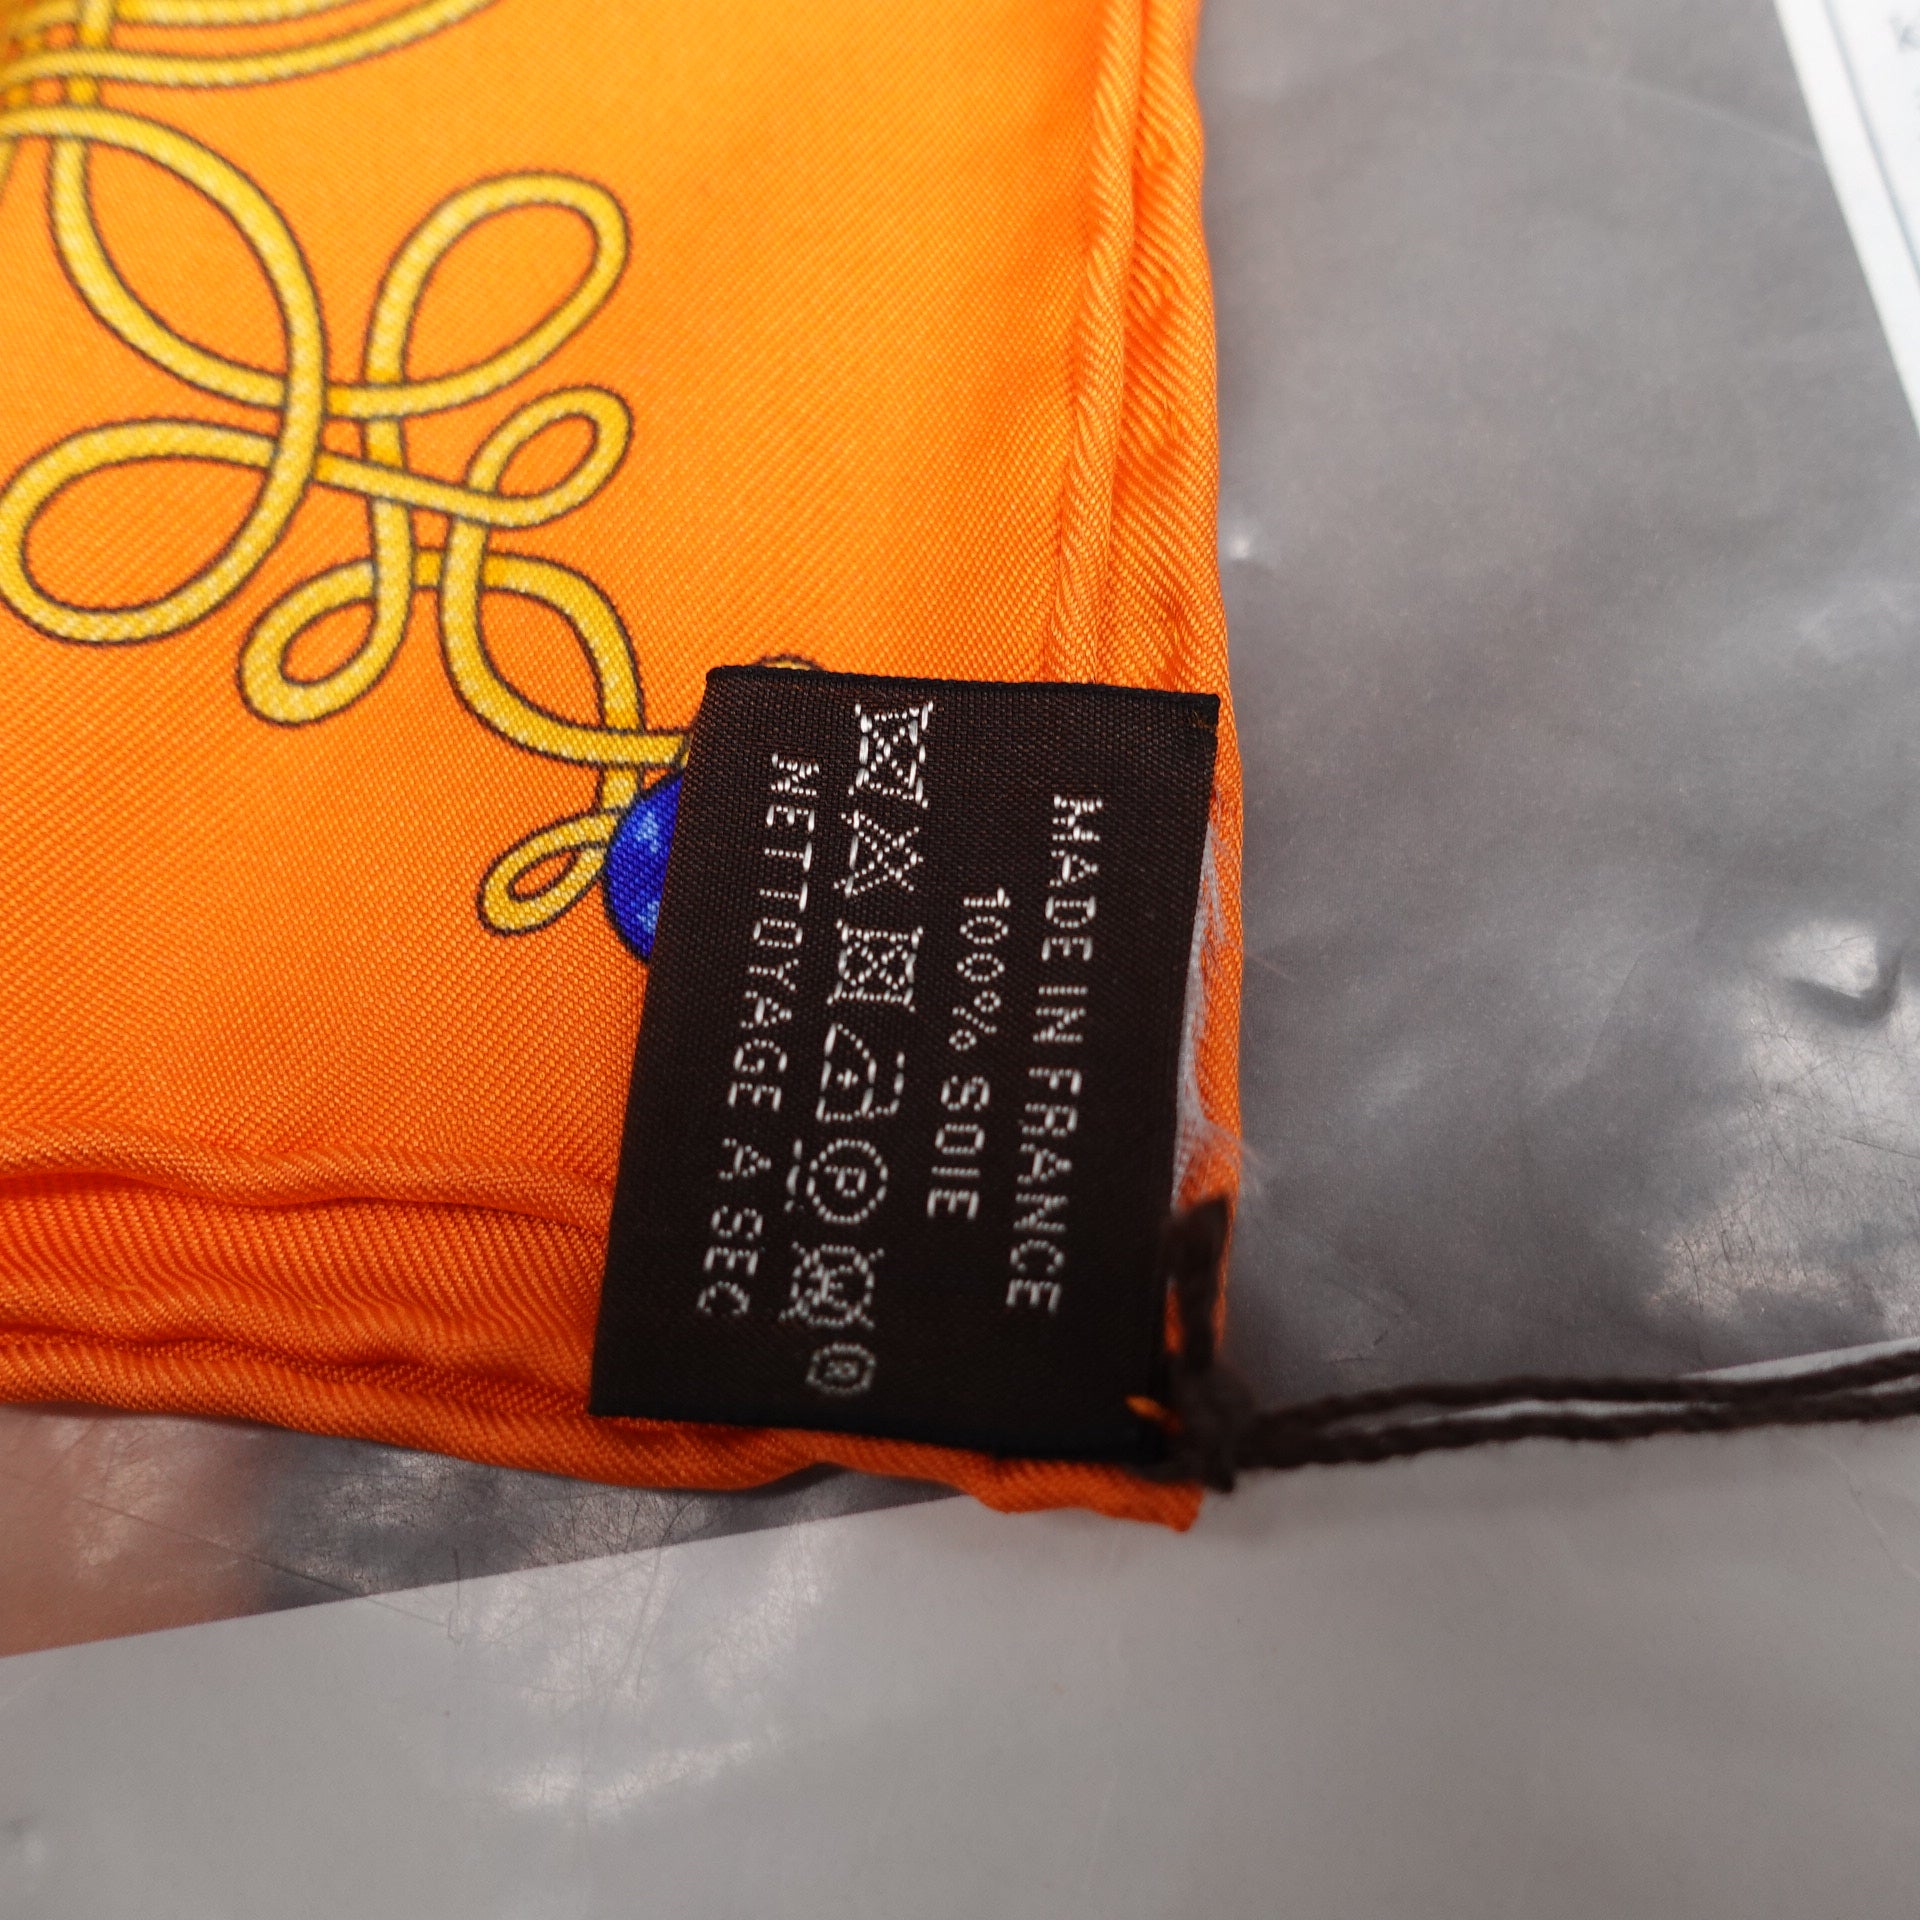 MADE IN FRANCE
100% SOIE
P W ®
NETTOYAGE A SEC